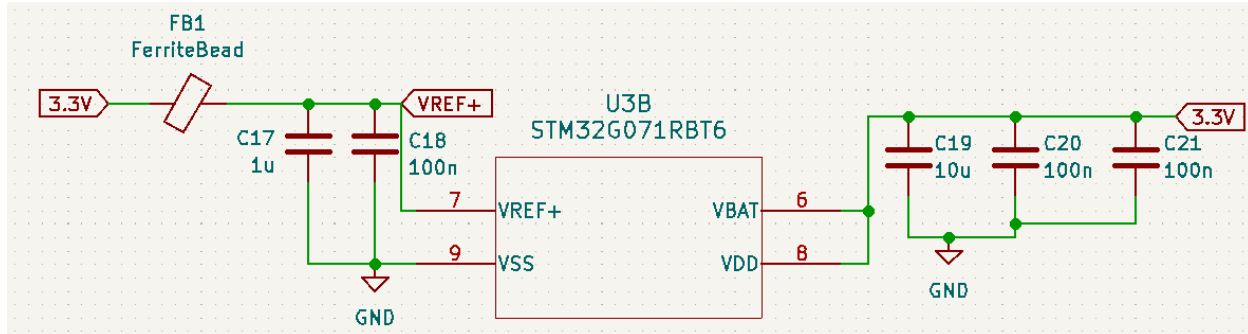 FB1
FerriteBead
3.3V
VREF+
C17
1u
C18
100n
GND
U3B
STM32G071RBT6
7
VREF+
9
VSS
VBAT
6
VDD
8
C19
10u
C20
100n
C21
100n
3.3V
GND